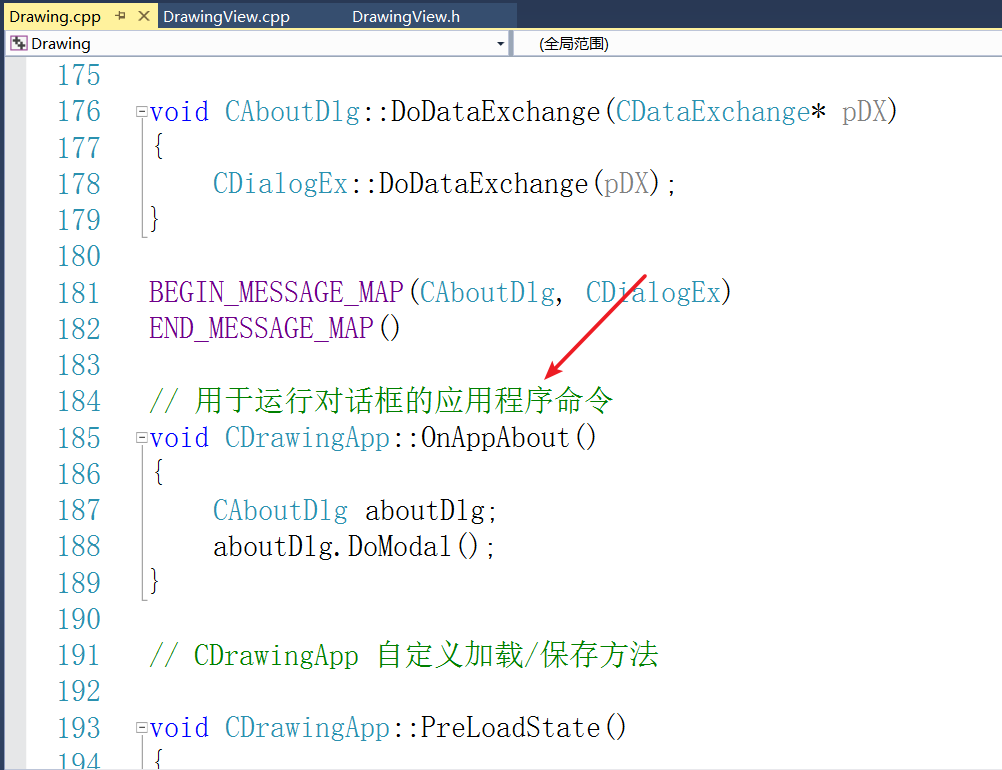 Drawing.cpp DrawingView.cpp DrawingView.h
Drawing (全局范围)
175
176 void CAboutDlg::DoDataExchange(CDataExchange* pDX)
177 {
178 CDialogEx::DoDataExchange(pDX);
179 }
180
181 BEGIN_MESSAGE_MAP(CAboutDlg, CDialogEx)
182 END_MESSAGE_MAP()
183
184 // 用于运行对话框的应用程序命令
185 void CDrawingApp::OnAppAbout()
186 {
187 CAboutDlg aboutDlg;
188 aboutDlg.DoModal();
189 }
190
191 // CDrawingApp 自定义加载/保存方法
192
193 void CDrawingApp::PreLoadState()
194 {